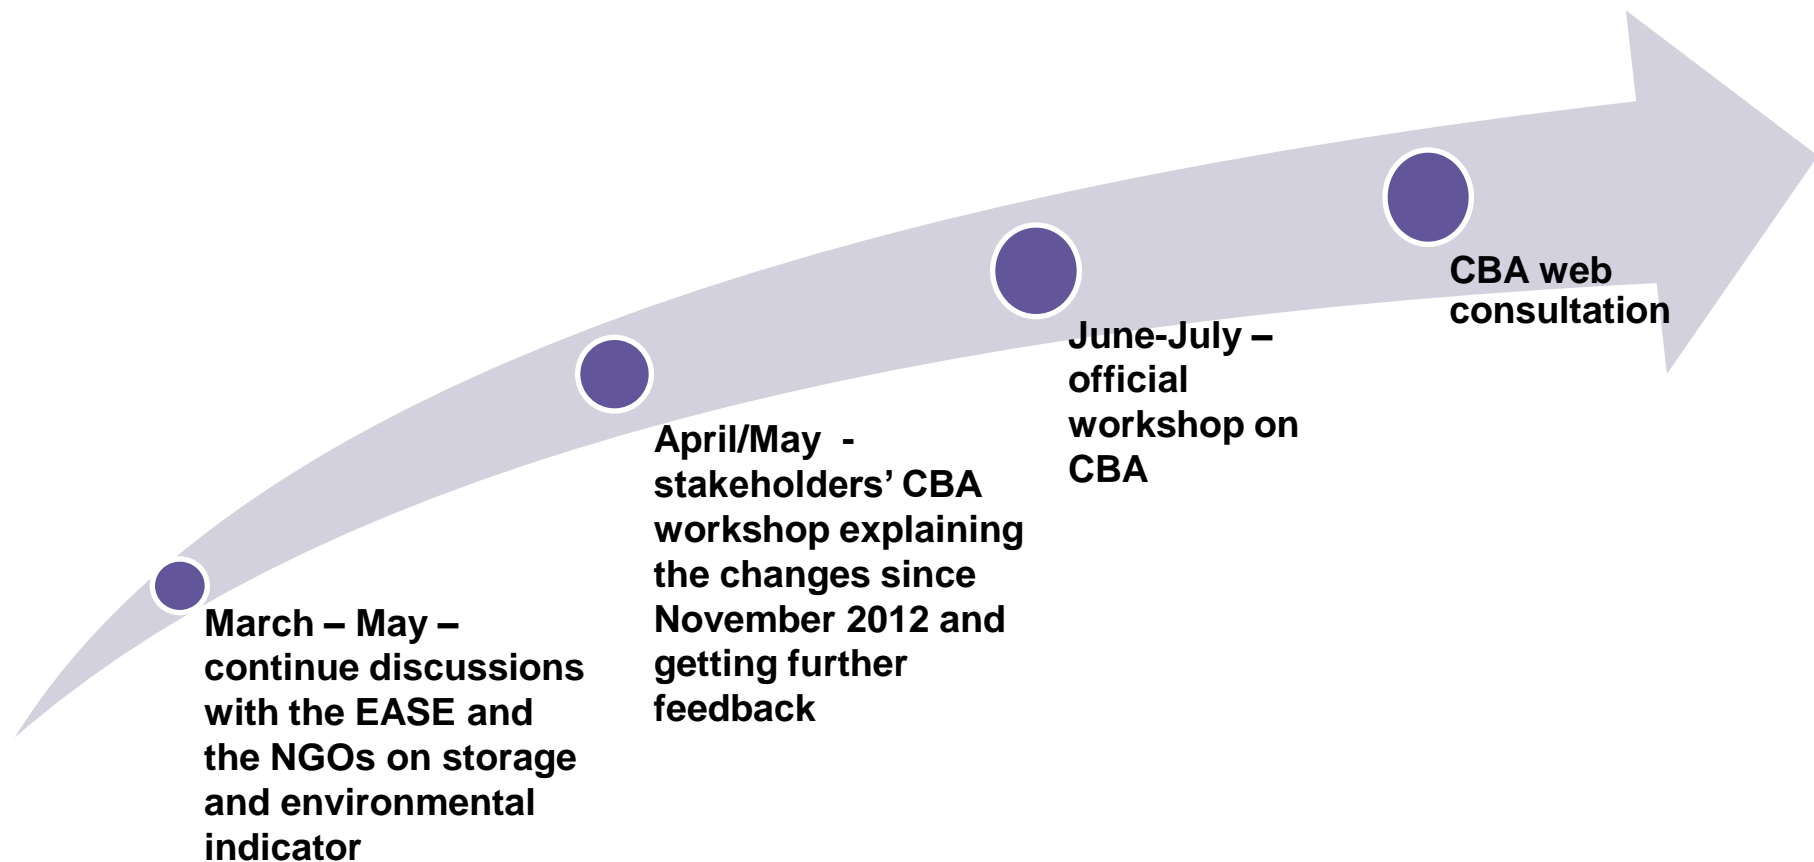 March – May –
continue discussions
with the EASE and
the NGOs on storage
and environmental
indicator
April/May  -
stakeholders’ CBA
workshop explaining
the changes since
November 2012 and
getting further
feedback
June-July –
official
workshop on
CBA
CBA web
consultation